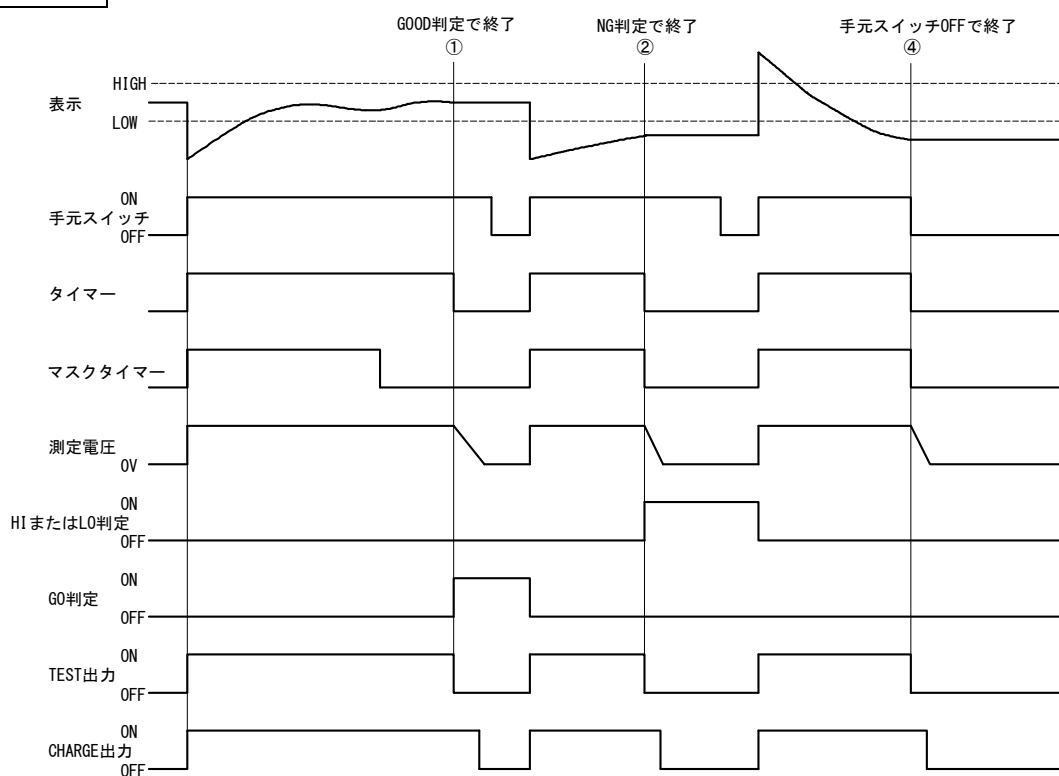 GOOD判定で終了
①
NG判定で終了
②
手元スイッチOFFで終了
④
HIGH
表示
LOW
ON
手元スイッチ
OFF
タイマー
マスクタイマー
測定電圧
0V
ON
HIまたはLO判定
OFF
ON
GO判定
OFF
ON
TEST出力
OFF
ON
CHARGE出力
OFF